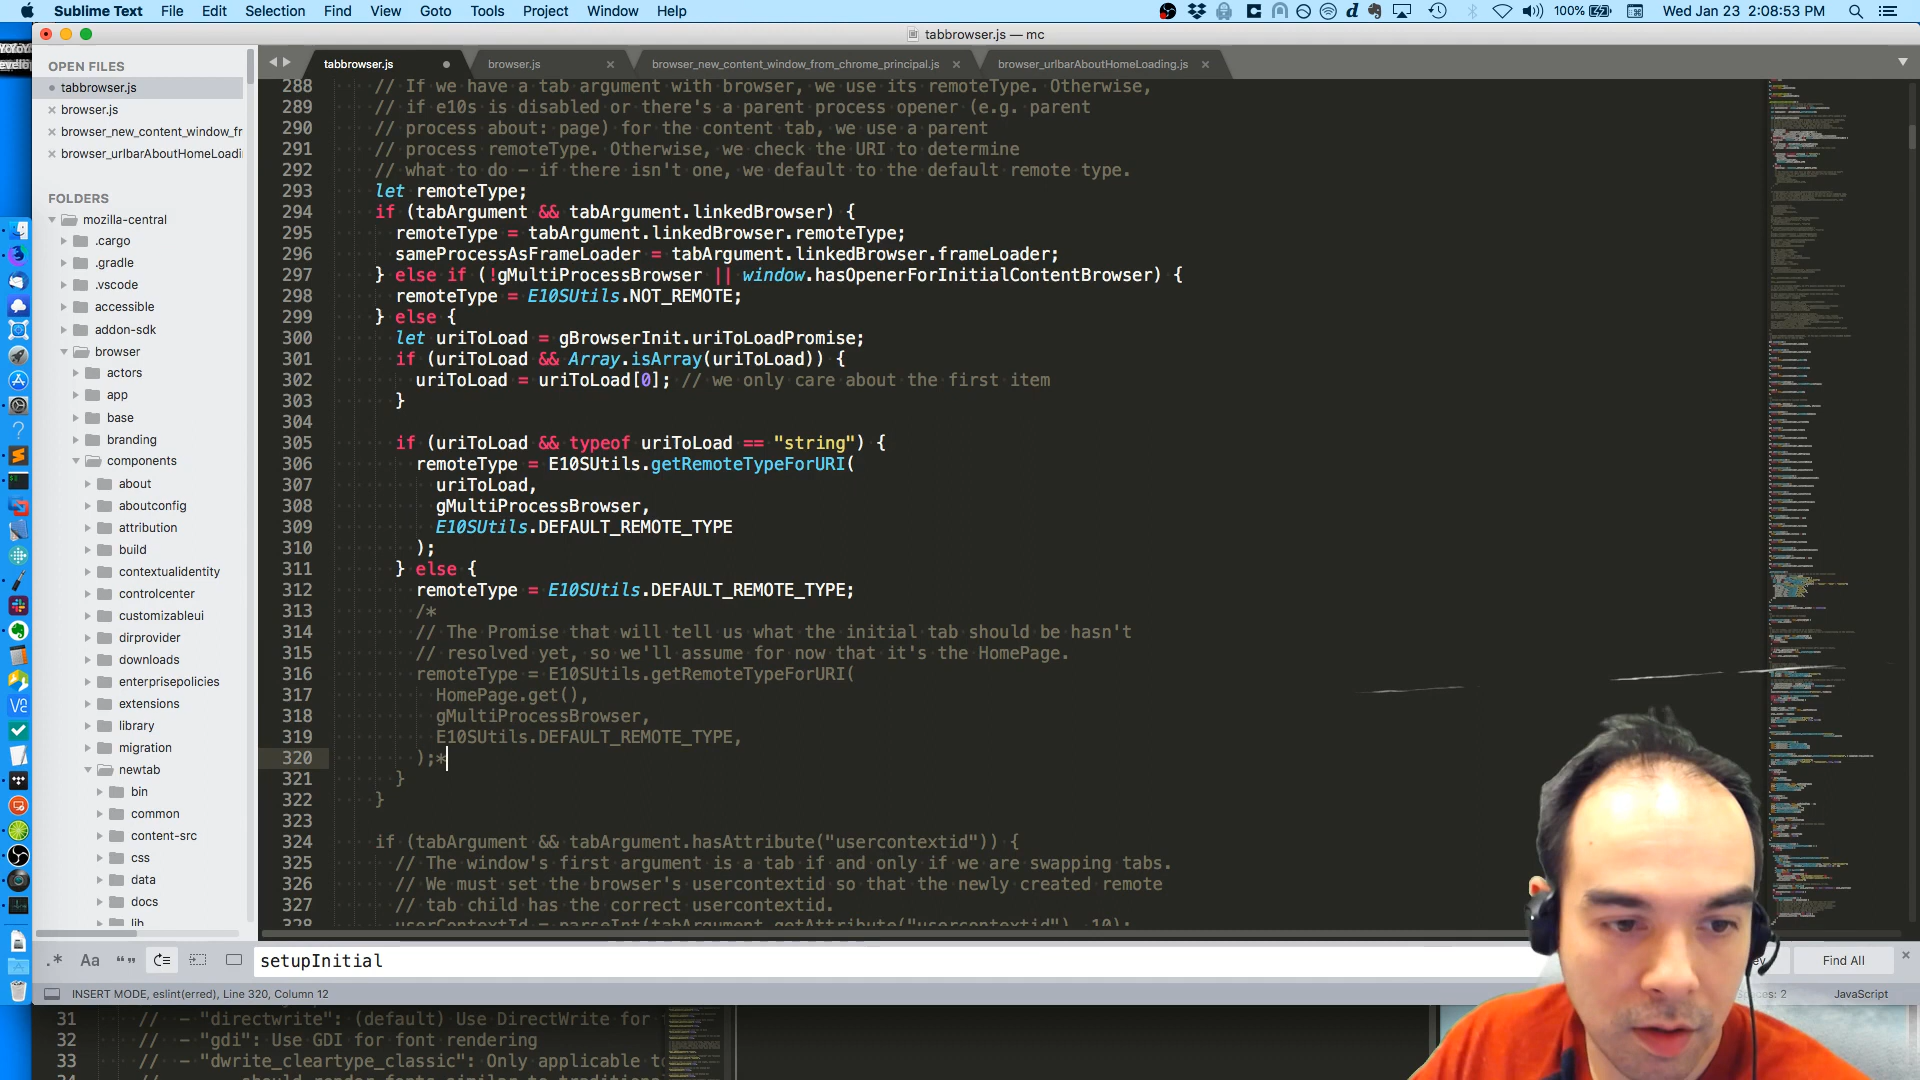 Sublime Text File Edit Selection Find View Goto Tools Project Window Help
100% Wed Jan 23 2:08:53 PM
tabbrowser.js — mc
OPEN FILES
tabbrowser.js
browser.js
browser_new_content_window_fr
browser_urlbarAboutHomeLoadi
FOLDERS
mozilla-central
.cargo
.gradle
.vscode
accessible
addon-sdk
browser
actors
app
base
branding
components
about
aboutconfig
attribution
build
contextualidentity
controlcenter
customizableui
dirprovider
downloads
enterprisepolicies
extensions
library
migration
newtab
bin
common
content-src
css
data
docs
lib
tabbrowser.js browser.js browser_new_content_window_from_chrome_principal.js browser_urlbarAboutHomeLoading.js
288 // If we have a tab argument with browser, we use its remoteType. Otherwise,
289 // if e10s is disabled or there's a parent process opener (e.g. parent
290 // process about: page) for the content tab, we use a parent
291 // process remoteType. Otherwise, we check the URI to determine
292 // what to do - if there isn't one, we default to the default remote type.
293 let remoteType;
294 if (tabArgument && tabArgument.linkedBrowser) {
295 remoteType = tabArgument.linkedBrowser.remoteType;
296 sameProcessAsFrameLoader = tabArgument.linkedBrowser.frameLoader;
297 } else if (!gMultiProcessBrowser || window.hasOpenerForInitialContentBrowser) {
298 remoteType = E10SUtils.NOT_REMOTE;
299 } else {
300 let uriToLoad = gBrowserInit.uriToLoadPromise;
301 if (uriToLoad && Array.isArray(uriToLoad)) {
302 uriToLoad = uriToLoad[0]; // we only care about the first item
303 }
304
305 if (uriToLoad && typeof uriToLoad == "string") {
306 remoteType = E10SUtils.getRemoteTypeForURI(
307 uriToLoad,
308 gMultiProcessBrowser,
309 E10SUtils.DEFAULT_REMOTE_TYPE
310 );
311 } else {
312 remoteType = E10SUtils.DEFAULT_REMOTE_TYPE;
313 /*
314 // The Promise that will tell us what the initial tab should be hasn't
315 // resolved yet, so we'll assume for now that it's the HomePage.
316 remoteType = E10SUtils.getRemoteTypeForURI(
317 HomePage.get(),
318 gMultiProcessBrowser,
319 E10SUtils.DEFAULT_REMOTE_TYPE,
320 );*
321 }
322 }
323
324 if (tabArgument && tabArgument.hasAttribute("usercontextid")) {
325 // The window's first argument is a tab if and only if we are swapping tabs.
326 // We must set the browser's usercontextid so that the newly created remote
327 // tab child has the correct usercontextid.
328 userContextId = parseInt(tabArgument.getAttribute("usercontextid"), 10);
.* Aa setupInitial Find All
INSERT MODE, eslint(erred), Line 320, Column 12 Spaces: 2 JavaScript
31 // - "directwrite": (default) Use DirectWrite for
32 // - "gdi": Use GDI for font rendering
33 // - "dwrite_cleartype_classic": Only applicable to